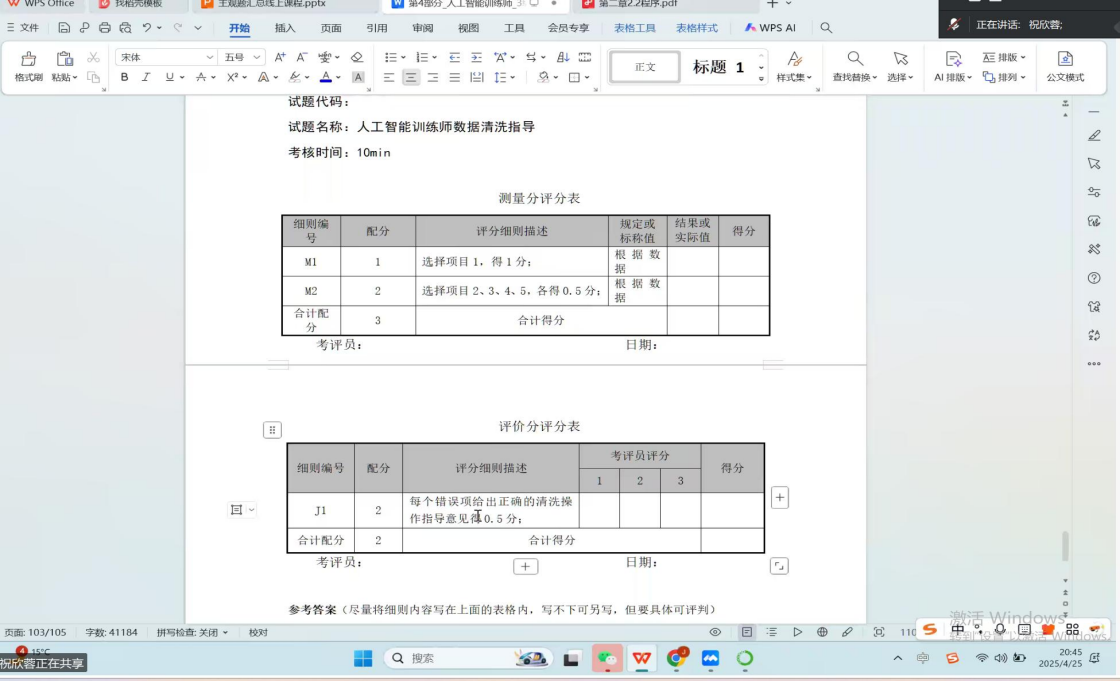 WPS Office
找稻壳模板
主观题汇总线上课程.pptx
第4部分_人工智能训练师_3
第二章2.2程序.pdf
正在讲话: 祝欣蓉;
文件
开始
插入
页面
引用
审阅
视图
工具
会员专享
表格工具
表格样式
WPS AI
格式刷
粘贴
宋体
五号
正文
标题 1
样式集
查找替换
选择
AI 排版
排版
排列
公文模式
试题代码：
试题名称：人工智能训练师数据清洗指导
考核时间：10min
测量分评分表
细则编号 配分 评分细则描述 规定或标称值 结果或实际值 得分
M1 1 选择项目 1，得 1 分； 根据数据
M2 2 选择项目 2、3、4、5，各得 0.5 分； 根据数据
合计配分 3 合计得分
考评员： 日期：
评价分评分表
细则编号 配分 评分细则描述 考评员评分 得分
1 2 3
J1 2 每个错误项给出正确的清洗操
作指导意见得 0.5 分；
合计配分 2 合计得分
考评员： 日期：
参考答案（尽量将细则内容写在上面的表格内，写不下可另写，但要具体可评判）
激活 Windows
页面: 103/105
字数: 41184
拼写检查: 关闭
校对
110
中
15°C
祝欣蓉正在共享
搜索
20:45
2025/4/25